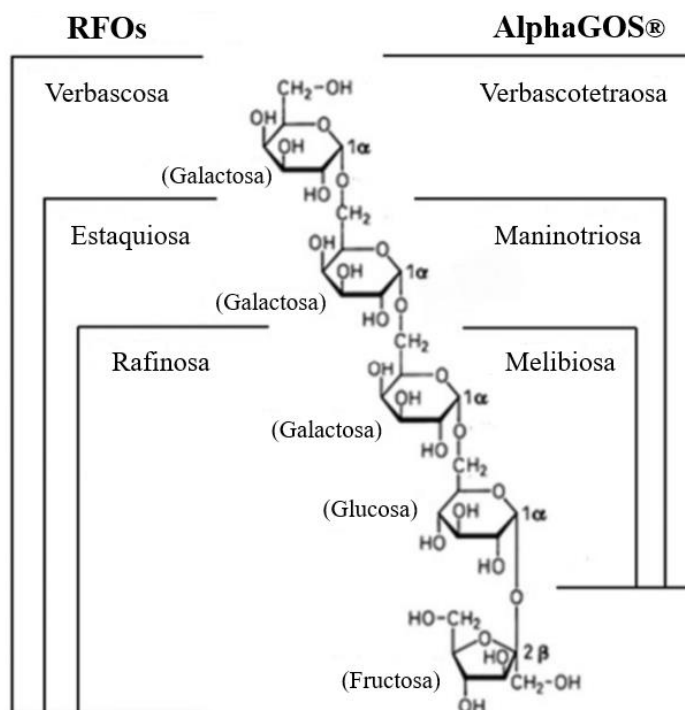 RFOs
AlphaGOS®
Verbascosa
Verbascotetraosa
CH₂–OH
OH
O
OH
1α
(Galactosa)
HO
O
Estaquiosa
CH₂
Maninotriosa
OH
O
OH
1α
(Galactosa)
HO
O
Rafinosa
CH₂
Melibiosa
OH
O
OH
1α
(Galactosa)
HO
O
CH₂
(Glucosa)
O
OH
1α
HO
HO
O
HO–CH₂
O
HO
2 β
(Fructosa)
CH₂–OH
OH